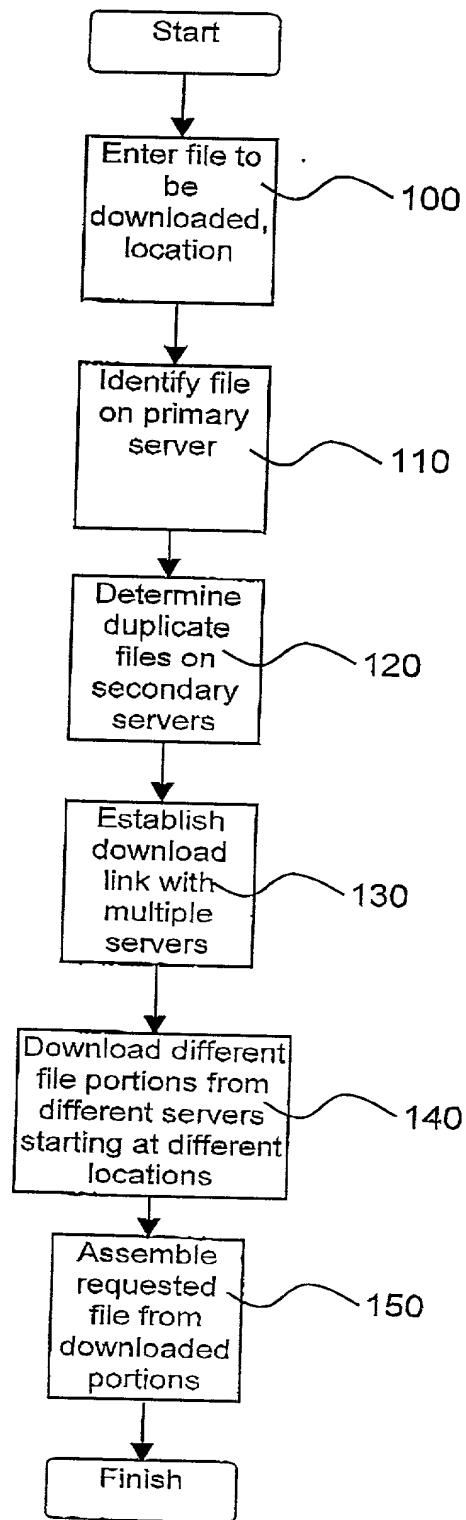 Start
Enter file to
be
downloaded,
location
100
Identify file
on primary
server
110
Determine
duplicate
files on
secondary
servers
120
Establish
download
link with
multiple
servers
130
Download different
file portions from
different servers
starting at different
locations
140
Assemble
requested
file from
downloaded
portions
150
Finish